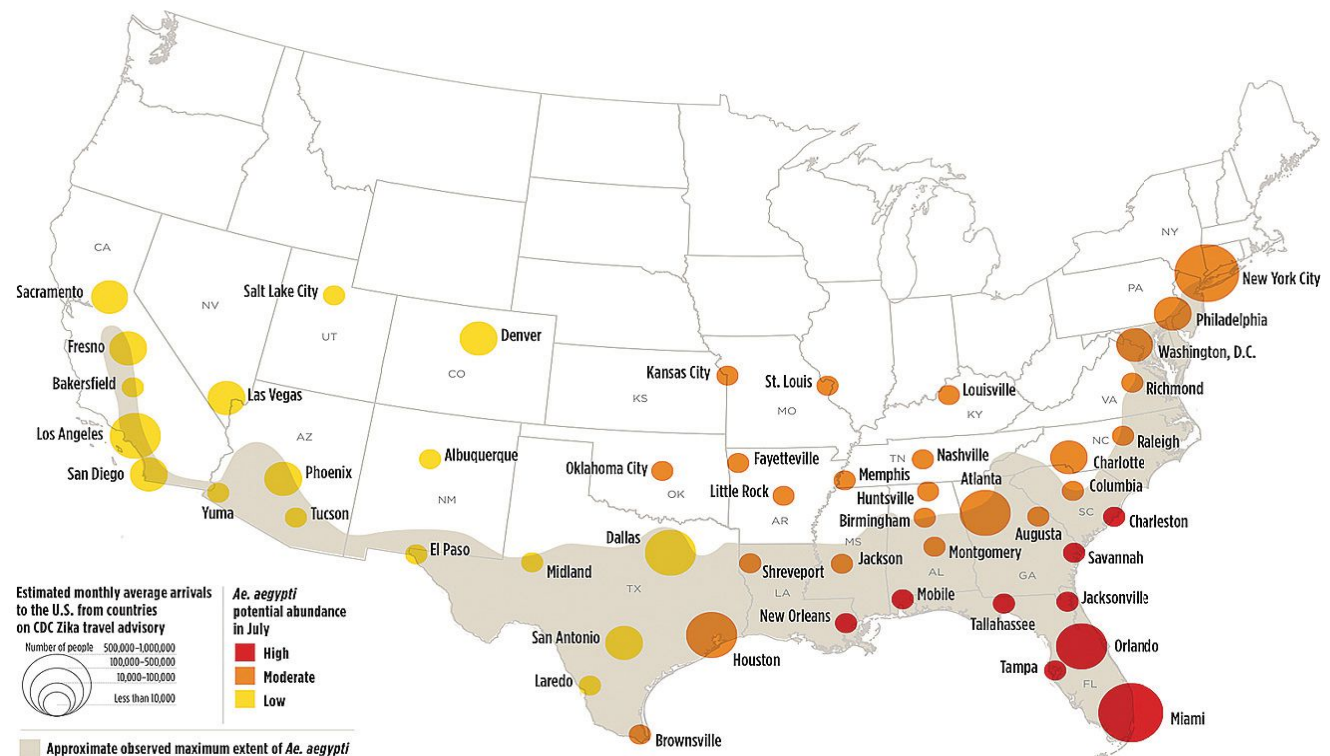 NY
CA
New York City
PA
Sacramento
Salt Lake City
NV
Philadelphia
UT
Denver
Fresno
Washington, D.C.
CO
Kansas City
St. Louis
Bakersfield
Louisville
Richmond
Las Vegas
KS
MO
VA
KY
Los Angeles
AZ
NC
Raleigh
Albuquerque
Fayetteville
TN
Nashville
Charlotte
San Diego
Phoenix
Oklahoma City
Memphis
Atlanta
NM
OK
Little Rock
Huntsville
Columbia
Yuma
Tucson
AR
Birmingham
SC
Charleston
Augusta
Dallas
MS
El Paso
Montgomery
Savannah
Midland
Shreveport
Jackson
AL
GA
TX
LA
Mobile
Jacksonville
New Orleans
Tallahassee
San Antonio
Orlando
Houston
Tampa
Laredo
FL
Miami
Brownsville
Estimated monthly average arrivals
to the U.S. from countries
on CDC Zika travel advisory
Number of people
500,000–1,000,000
100,000–500,000
10,000–100,000
Less than 10,000
Ae. aegypti
potential abundance
in July
High
Moderate
Low
Approximate observed maximum extent of Ae. aegypti